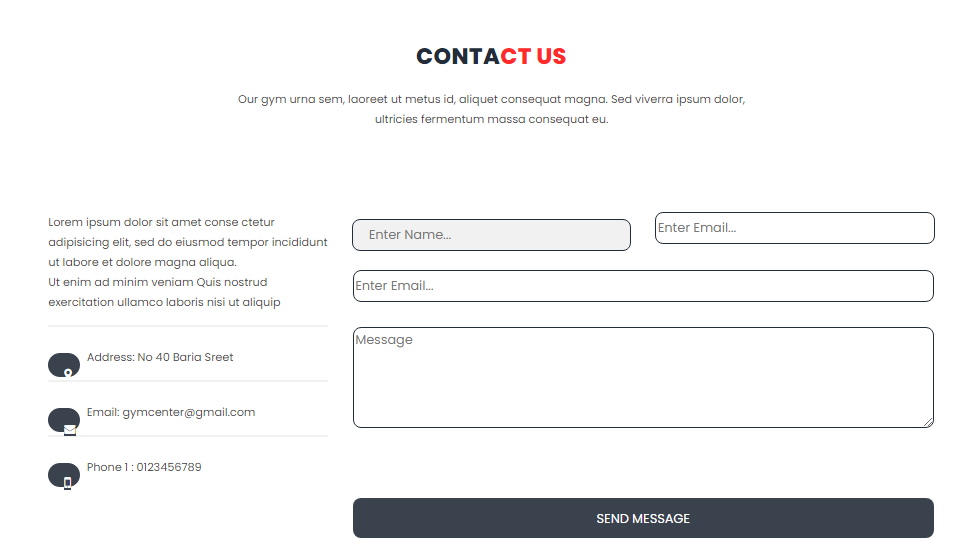 CONTACT US
Our gym urna sem, laoreet ut metus id, aliquet consequat magna. Sed viverra ipsum dolor,
ultricies fermentum massa consequat eu.
Lorem ipsum dolor sit amet conse ctetur
adipisicing elit, sed do eiusmod tempor incididunt
ut labore et dolore magna aliqua.
Ut enim ad minim veniam Quis nostrud
exercitation ullamco laboris nisi ut aliquip
Address: No 40 Baria Sreet
Email: gymcenter@gmail.com
Phone 1 : 0123456789
Enter Name...
Enter Email...
Enter Email...
Message
SEND MESSAGE